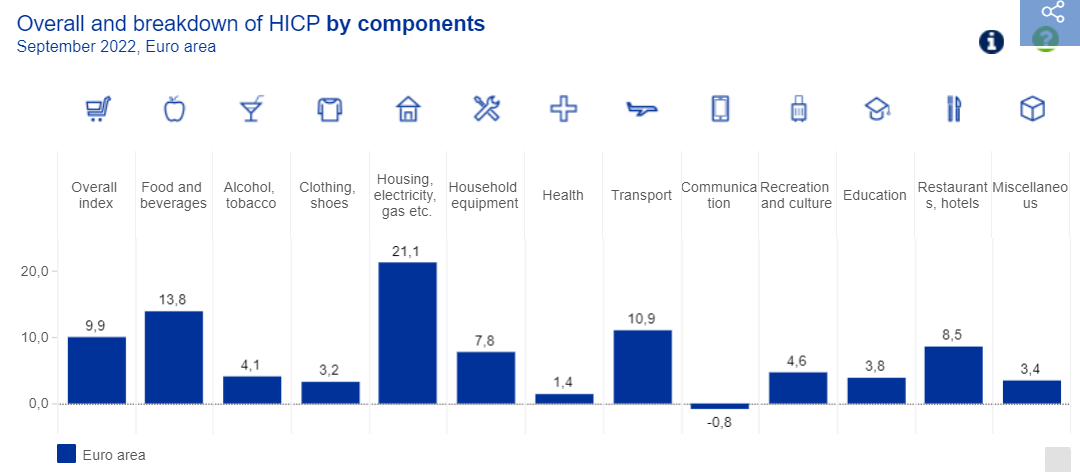 Overall and breakdown of HICP by components
September 2022, Euro area
Overall
index
Food and
beverages
Alcohol,
tobacco
Clothing,
shoes
Housing,
electricity,
gas etc.
Household
equipment
Health
Transport
Communica
tion
Recreation
and culture
Education
Restaurant
s, hotels
Miscellaneo
us
20,0
10,0
0,0
9,9
13,8
4,1
3,2
21,1
7,8
1,4
10,9
-0,8
4,6
3,8
8,5
3,4
Euro area